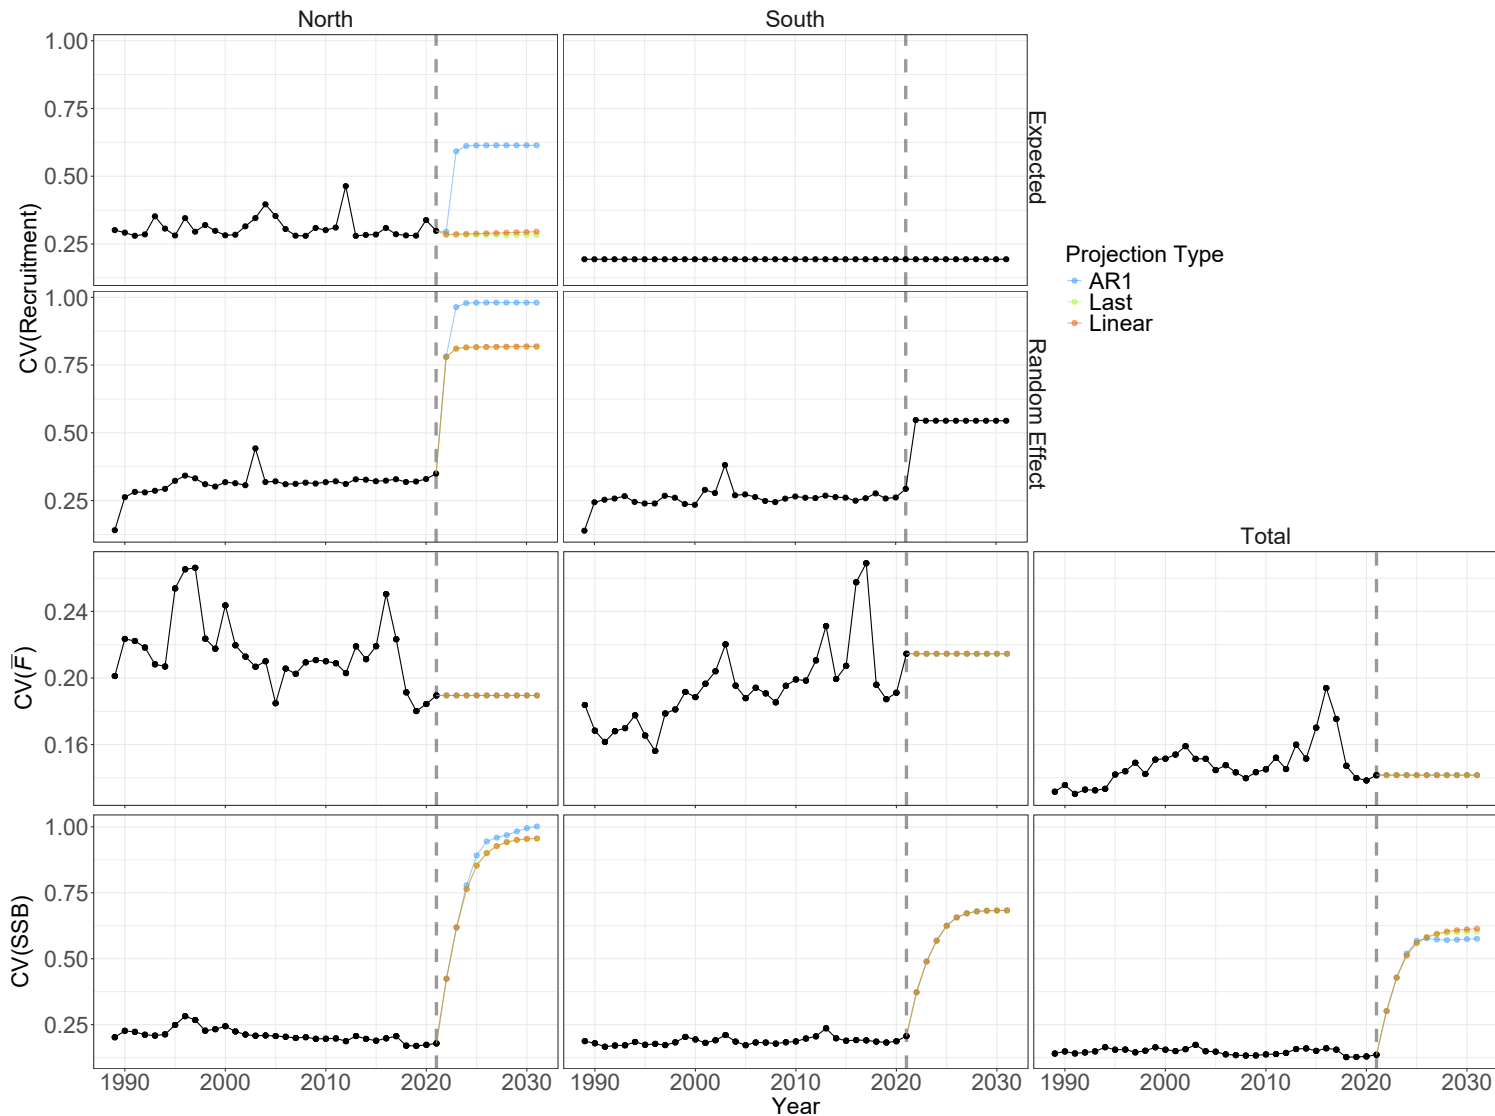 North
South
1.00
0.75
0.50
0.25
Expected
CV(Recruitment)
Projection Type
AR1
Last
Linear
1.00
0.75
0.50
0.25
Random Effect
Total
0.24
0.20
0.16
CV(F̅)
1.00
0.75
0.50
0.25
CV(SSB)
1990 2000 2010 2020 2030 1990 2000 2010 2020 2030 1990 2000 2010 2020 2030
Year